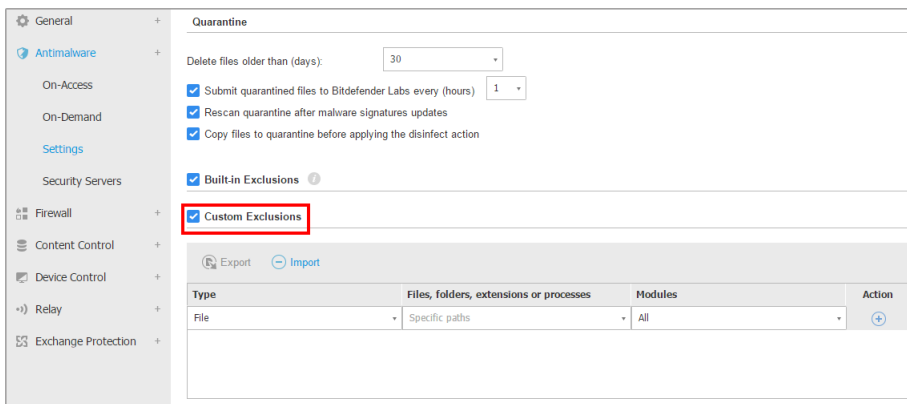 General
Antimalware
On-Access
On-Demand
Settings
Security Servers
Firewall
Content Control
Device Control
Relay
Exchange Protection
Quarantine
Delete files older than (days): 30
Submit quarantined files to Bitdefender Labs every (hours) 1
Rescan quarantine after malware signatures updates
Copy files to quarantine before applying the disinfect action
Built-in Exclusions
Custom Exclusions
Export Import
Type Files, folders, extensions or processes Modules Action
File Specific paths All